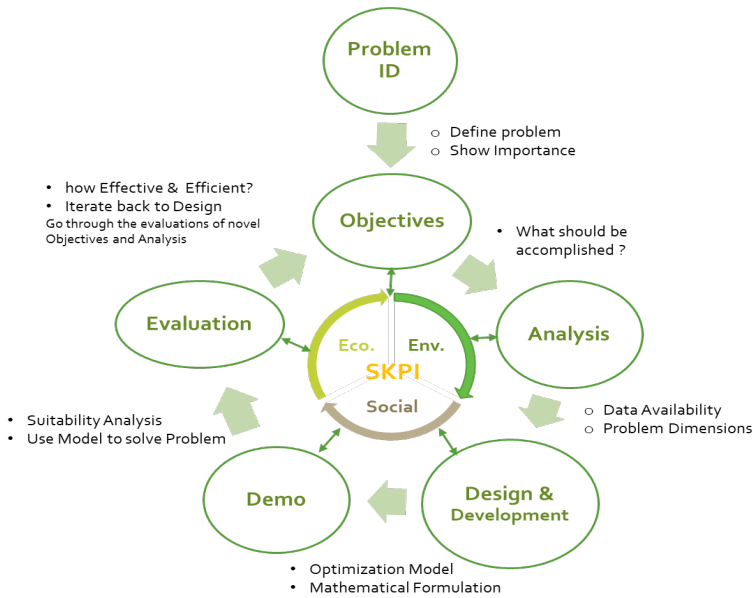 Problem
ID
o Define problem
o Show Importance
• how Effective & Efficient?
• Iterate back to Design
Go through the evaluations of novel
Objectives and Analysis
Objectives
• What should be
accomplished ?
Evaluation
Analysis
Eco.
Env.
SKPI
Social
• Suitability Analysis
• Use Model to solve Problem
o Data Availability
o Problem Dimensions
Demo
Design &
Development
• Optimization Model
• Mathematical Formulation